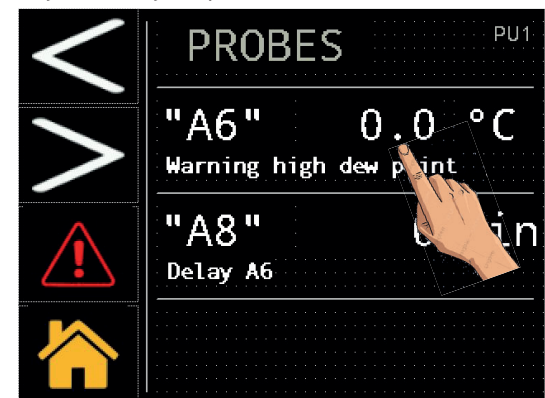 PROBES
PU1
"A6" 0.0 °C
Warning high dew point
"A8"
Delay A6